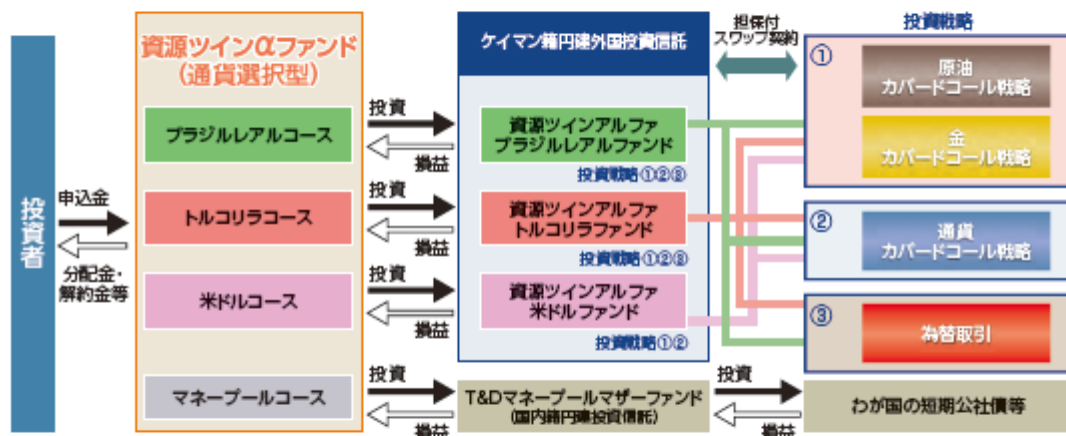 投資者
申込金
分配金・
解約金等
資源ツインαファンド
(通貨選択型)
ブラジルレアルコース
トルコリラコース
米ドルコース
マネープールコース
投資
損益
投資
損益
投資
損益
投資
損益
ケイマン籍円建外国投資信託
資源ツインアルファ
ブラジルレアルファンド
投資戦略①②③
資源ツインアルファ
トルコリラファンド
投資戦略①②③
資源ツインアルファ
米ドルファンド
投資戦略①②
T&Dマネープールマザーファンド
(国内籍円建投資信託)
担保付
スワップ契約
投資
損益
投資戦略
①
原油
カバードコール戦略
金
カバードコール戦略
②
通貨
カバードコール戦略
③
為替取引
わが国の短期公社債等